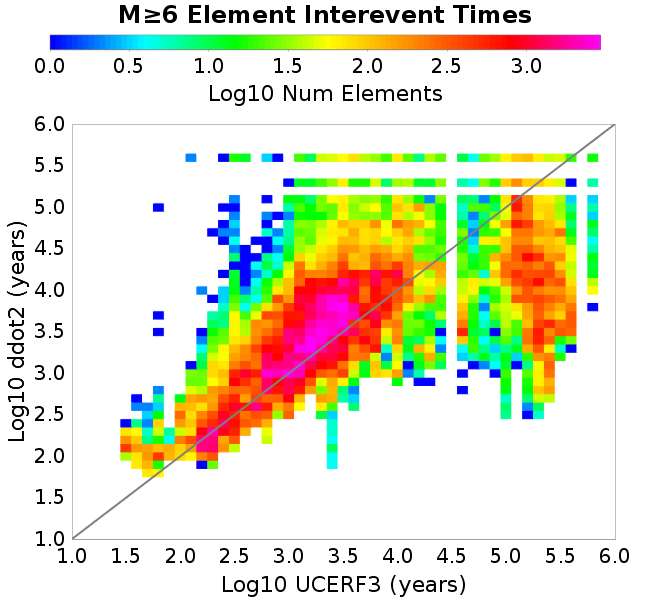 M≥6 Element Interevent Times
0.0 0.5 1.0 1.5 2.0 2.5 3.0
Log10 Num Elements
6.0
5.5
5.0
4.5
4.0
3.5
3.0
2.5
2.0
1.5
1.0
Log10 ddot2 (years)
1.0 1.5 2.0 2.5 3.0 3.5 4.0 4.5 5.0 5.5 6.0
Log10 UCERF3 (years)